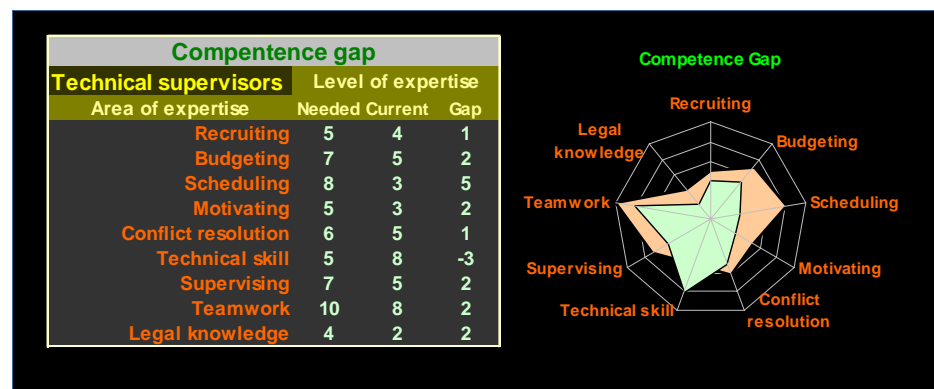 Compentence gap
Technical supervisors Level of expertise
Area of expertise Needed Current Gap
Recruiting 5 4 1
Budgeting 7 5 2
Scheduling 8 3 5
Motivating 5 3 2
Conflict resolution 6 5 1
Technical skill 5 8 -3
Supervising 7 5 2
Teamwork 10 8 2
Legal knowledge 4 2 2
Competence Gap
Recruiting
Budgeting
Scheduling
Motivating
Conflict
resolution
Technical skill
Supervising
Teamwork
Legal
knowledge